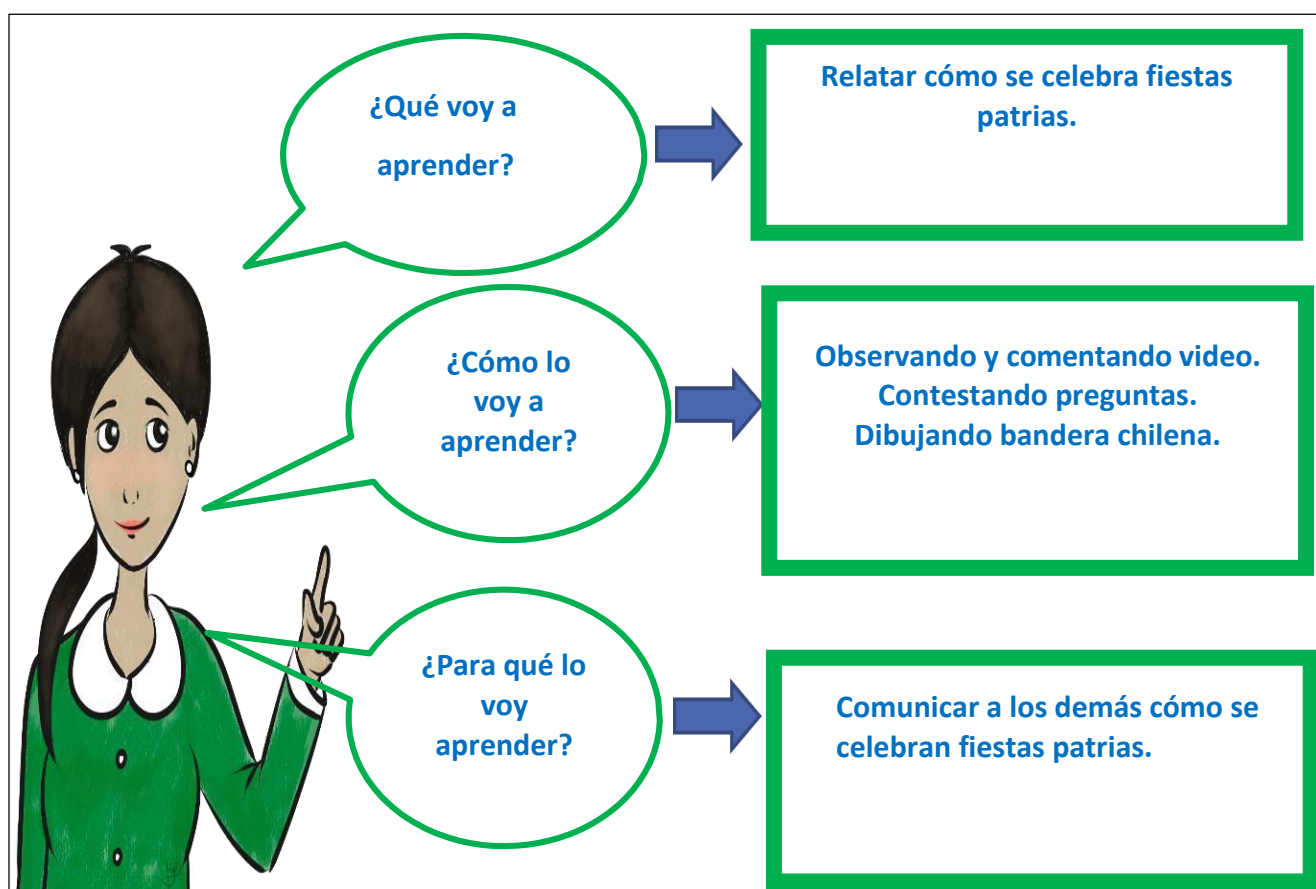 ¿Qué voy a
aprender?
Relatar cómo se celebra fiestas
patrias.
¿Cómo lo
voy a
aprender?
Observando y comentando video.
Contestando preguntas.
Dibujando bandera chilena.
¿Para qué lo
voy
aprender?
Comunicar a los demás cómo se
celebran fiestas patrias.